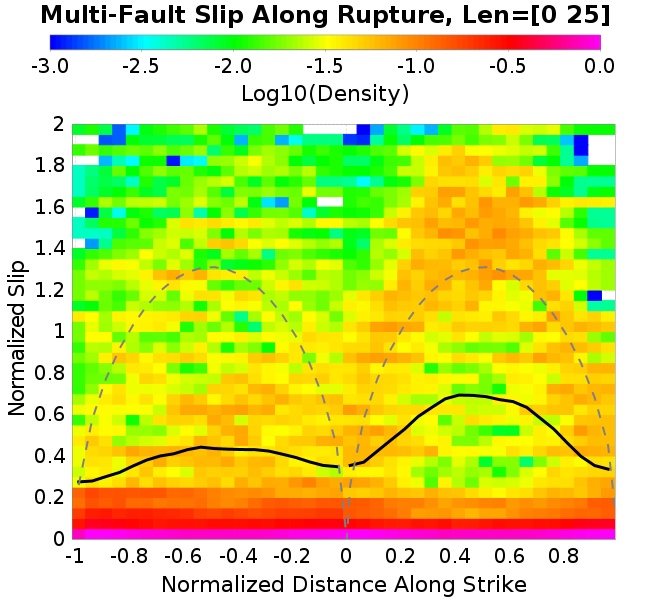 Multi-Fault Slip Along Rupture, Len=[0 25]
-3.0 -2.5 -2.0 -1.5 -1.0 -0.5 0.0
Log10(Density)
2
1.8
1.6
1.4
1.2
1
0.8
0.6
0.4
0.2
0
Normalized Slip
-1 -0.8 -0.6 -0.4 -0.2 0 0.2 0.4 0.6 0.8
Normalized Distance Along Strike